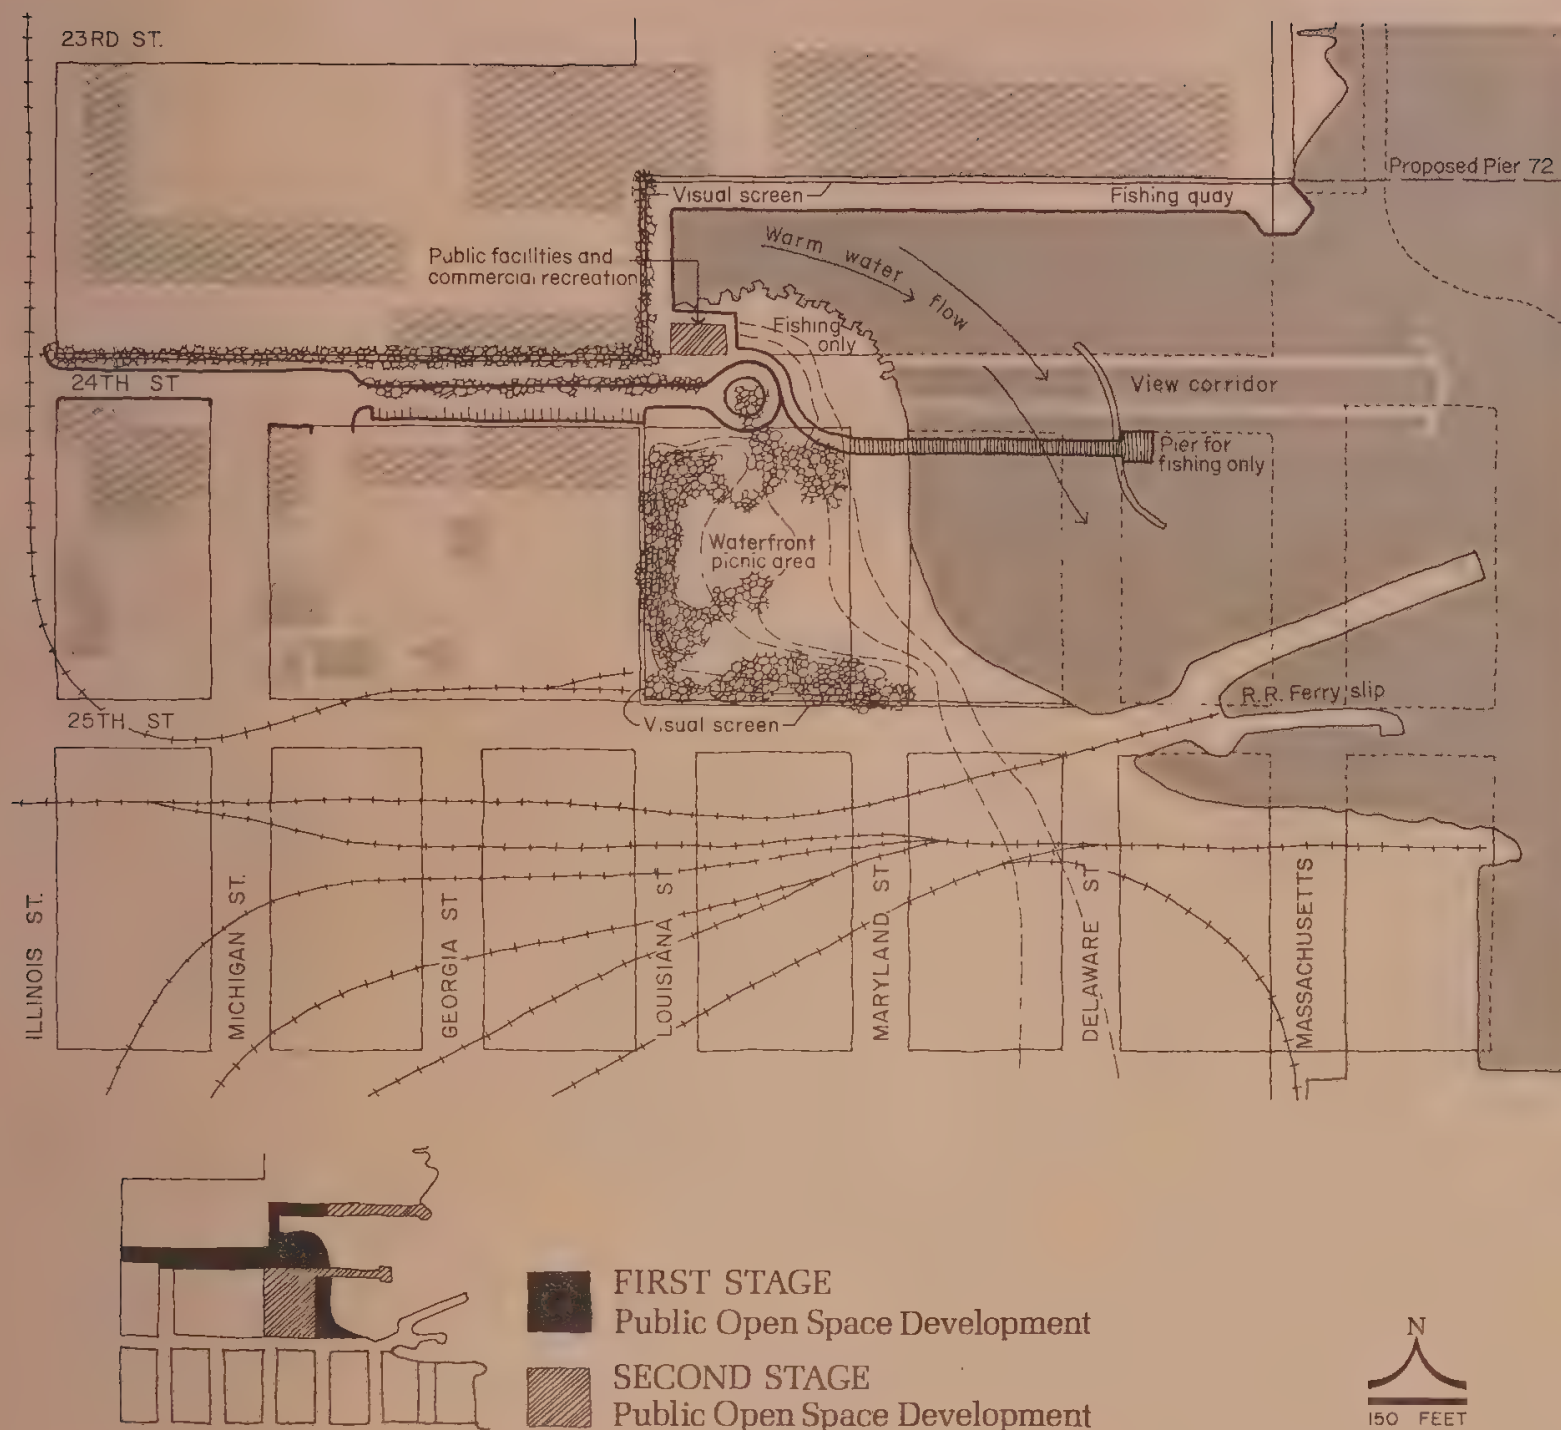 23RD ST.
Proposed Pier 72
Visual screen
Fishing quay
Public facilities and
commercial recreation
Warm water flow
Fishing
only
24TH ST
View corridor
Pier for
fishing only
Waterfront
picnic area
R.R. Ferry slip
25TH ST
Visual screen
ILLINOIS ST.
MICHIGAN ST.
GEORGIA ST
LOUISIANA ST
MARYLAND ST
DELAWARE ST
MASSACHUSETTS
FIRST STAGE
Public Open Space Development
SECOND STAGE
Public Open Space Development
N
150 FEET